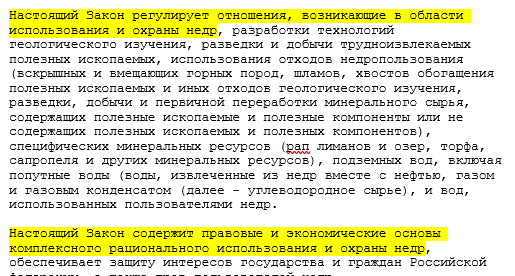 Настоящий Закон регулирует отношения, возникающие в области
использования и охраны недр, разработки технологий
геологического изучения, разведки и добычи трудноизвлекаемых
полезных ископаемых, использования отходов недропользования
(вскрышных и вмещающих горных пород, шламов, хвостов обогащения
полезных ископаемых и иных отходов геологического изучения,
разведки, добычи и первичной переработки минерального сырья,
содержащих полезные ископаемые и полезные компоненты или не
содержащих полезных ископаемых и полезных компонентов),
специфических минеральных ресурсов (рап лиманов и озер, торфа,
сапропеля и других минеральных ресурсов), подземных вод, включая
попутные воды (воды, извлеченные из недр вместе с нефтью, газом
и газовым конденсатом (далее - углеводородное сырье), и вод,
использованных пользователями недр.
Настоящий Закон содержит правовые и экономические основы
комплексного рационального использования и охраны недр,
обеспечивает защиту интересов государства и граждан Российской